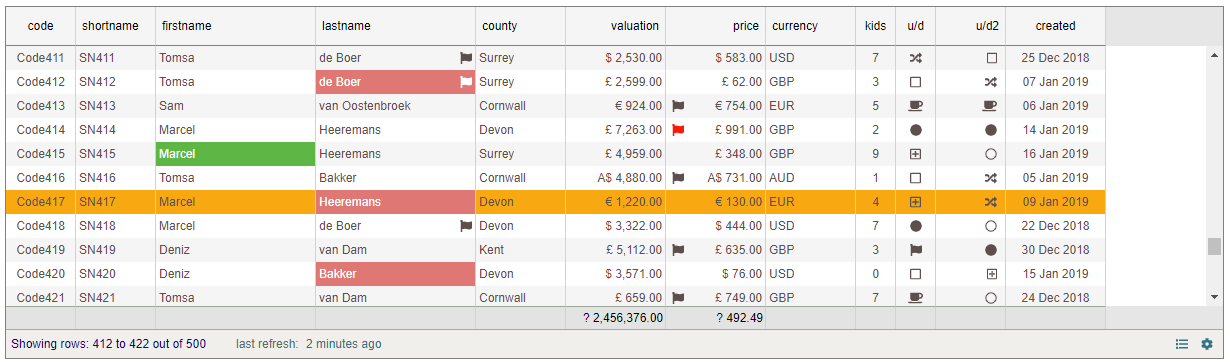 code shortname firstname lastname county valuation price currency kids u/d u/d2 created
Code411 SN411 Tomsa de Boer Surrey $ 2,530.00 $ 583.00 USD 7 25 Dec 2018
Code412 SN412 Tomsa de Boer Surrey £ 2,599.00 £ 62.00 GBP 3 07 Jan 2019
Code413 SN413 Sam van Oostenbroek Cornwall € 924.00 € 754.00 EUR 5 06 Jan 2019
Code414 SN414 Marcel Heeremans Devon £ 7,263.00 £ 991.00 GBP 2 14 Jan 2019
Code415 SN415 Marcel Heeremans Surrey £ 4,959.00 £ 348.00 GBP 9 16 Jan 2019
Code416 SN416 Tomsa Bakker Cornwall A$ 4,880.00 A$ 731.00 AUD 1 05 Jan 2019
Code417 SN417 Marcel Heeremans Devon € 1,220.00 € 130.00 EUR 4 09 Jan 2019
Code418 SN418 Marcel de Boer Devon $ 3,322.00 $ 444.00 USD 7 22 Dec 2018
Code419 SN419 Deniz van Dam Kent £ 5,112.00 £ 635.00 GBP 3 30 Dec 2018
Code420 SN420 Deniz Bakker Devon $ 3,571.00 $ 76.00 USD 0 15 Jan 2019
Code421 SN421 Tomsa van Dam Cornwall £ 659.00 £ 749.00 GBP 7 24 Dec 2018
? 2,456,376.00 ? 492.49
Showing rows: 412 to 422 out of 500 last refresh: 2 minutes ago